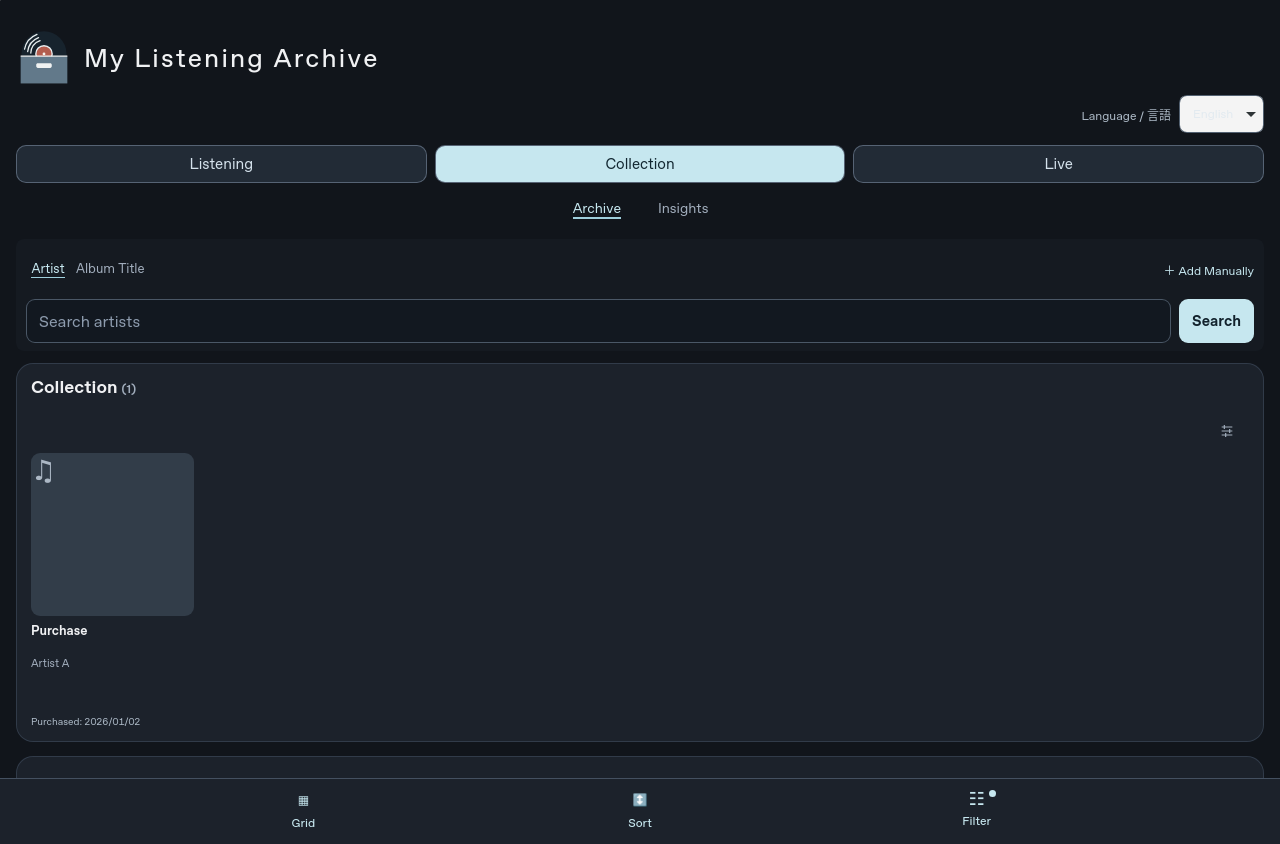 My Listening Archive
Language / 言語 English
Listening Collection Live
Archive Insights
Artist Album Title + Add Manually
Search artists Search
Collection (1)
Purchase
Artist A
Purchased: 2026/01/02
Grid Sort Filter